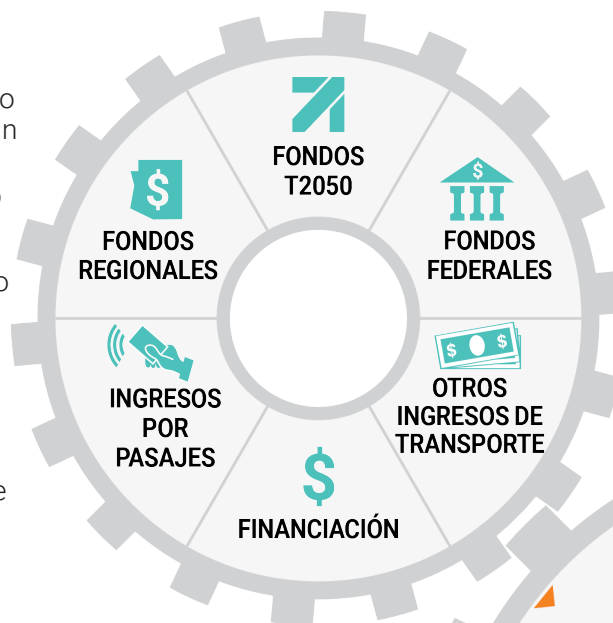 o
n
o
o
e
FONDOS
T2050
FONDOS
FEDERALES
OTROS
INGRESOS DE
TRANSPORTE
$
FINANCIACIÓN
INGRESOS
POR
PASAJES
FONDOS
REGIONALES
$
$
$ $